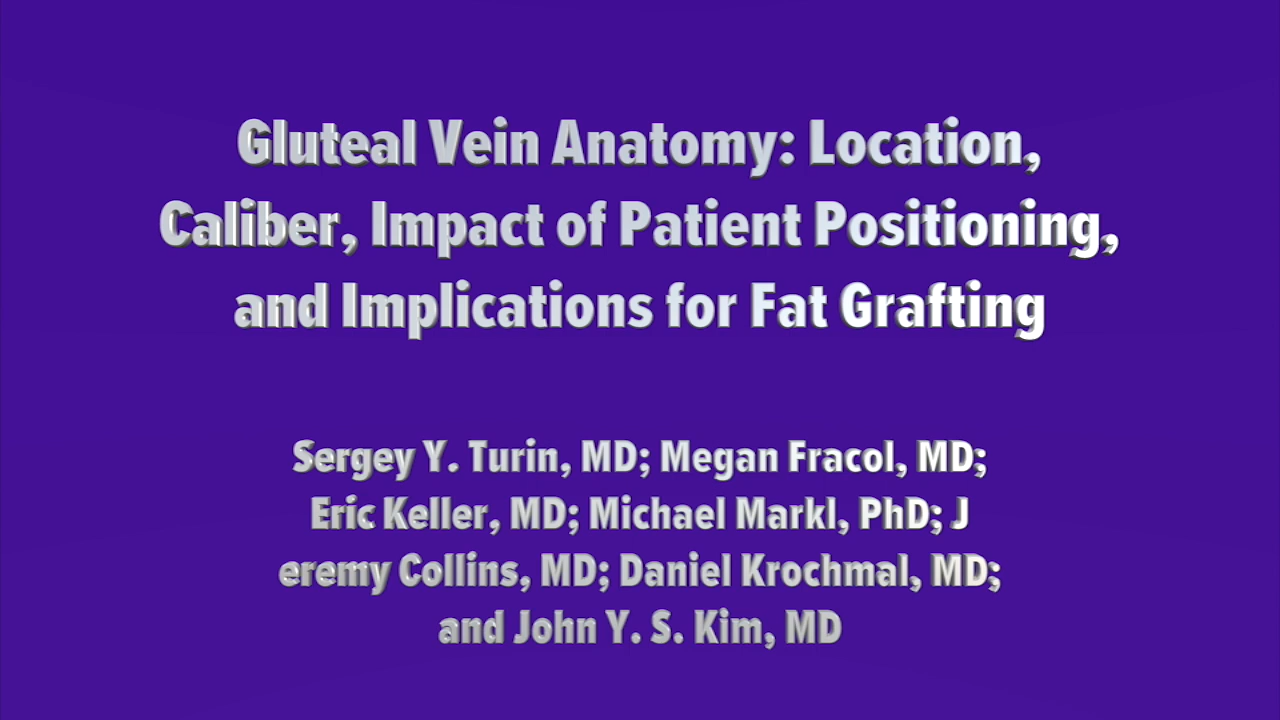 Gluteal Vein Anatomy: Location,
Caliber, Impact of Patient Positioning,
and Implications for Fat Grafting
Sergey Y. Turin, MD; Megan Fracol, MD;
Eric Keller, MD; Michael Markl, PhD; J
eremy Collins, MD; Daniel Krochmal, MD;
and John Y. S. Kim, MD